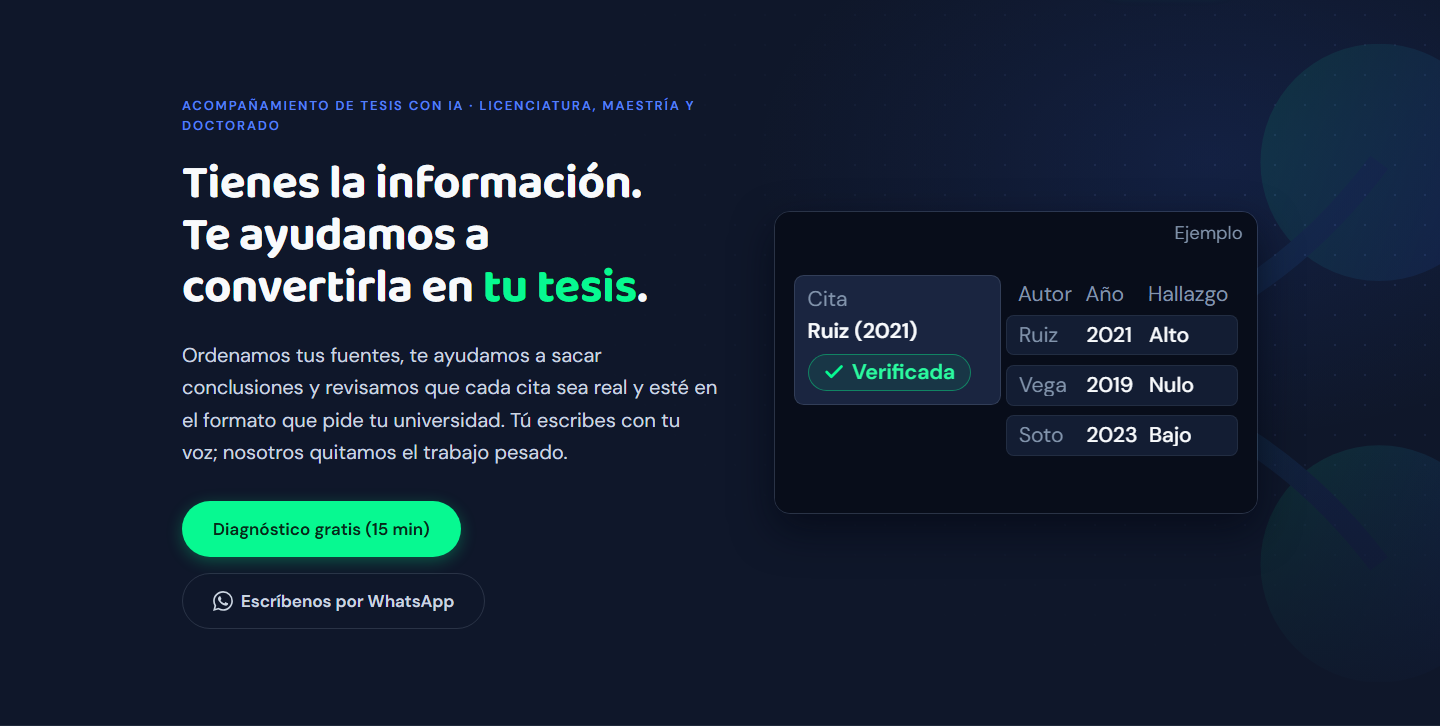 ACOMPAÑAMIENTO DE TESIS CON IA · LICENCIATURA, MAESTRÍA Y
DOCTORADO
Tienes la información.
Te ayudamos a
convertirla en tu tesis.
Ordenamos tus fuentes, te ayudamos a sacar
conclusiones y revisamos que cada cita sea real y esté en
el formato que pide tu universidad. Tú escribes con tu
voz; nosotros quitamos el trabajo pesado.
Diagnóstico gratis (15 min)
Escríbenos por WhatsApp
Ejemplo
Cita
Ruiz (2021)
Verificada
Autor Año Hallazgo
Ruiz 2021 Alto
Vega 2019 Nulo
Soto 2023 Bajo